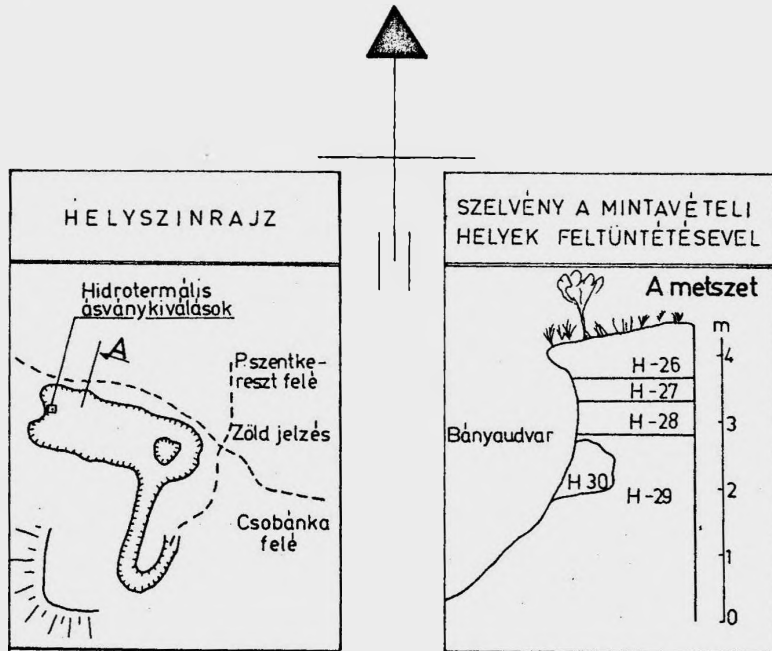 HELYSZINRAJZ
Hidrotermális
ásványkiválások
A
P.szentke-
reszt felé
Zöld jelzés
Csobánka
felé
SZELVÉNY A MINTAVÉTELI
HELYEK FELTÜNTÉTÉSEVEL
A metszet
m
4
H-26
H-27
3
H-28
Bányaudvar
H 30
H-29
2
1
0